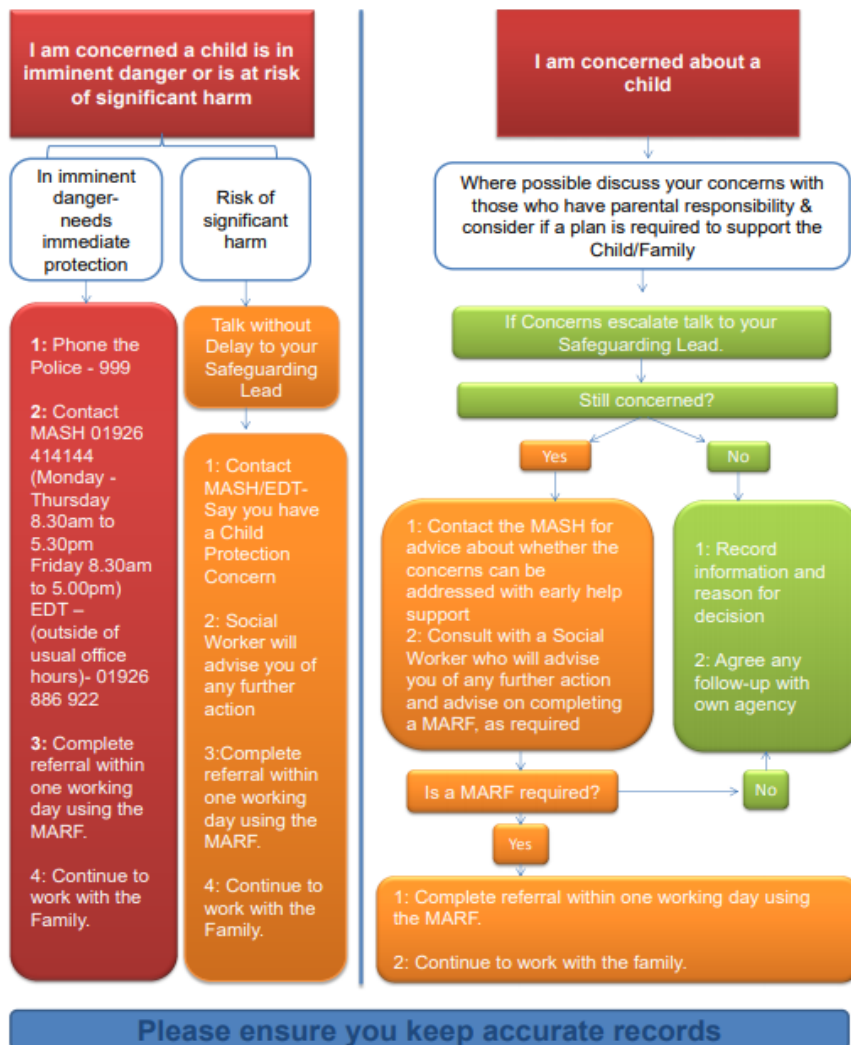 I am concerned a child is in
imminent danger or is at risk
of significant harm
In imminent
danger-
needs
immediate
protection
Risk of
significant
harm
1: Phone the
Police - 999
2: Contact
MASH 01926
414144
(Monday -
Thursday
8.30am to
5.30pm
Friday 8.30am
to 5.00pm)
EDT –
(outside of
usual office
hours)- 01926
886 922
3: Complete
referral within
one working
day using the
MARF.
4: Continue to
work with the
Family.
Talk without
Delay to your
Safeguarding
Lead
1: Contact
MASH/EDT-
Say you have
a Child
Protection
Concern
2: Social
Worker will
advise you of
any further
action
3:Complete
referral within
one working
day using the
MARF.
4: Continue to
work with the
Family.
I am concerned about a
child
Where possible discuss your concerns with
those who have parental responsibility &
consider if a plan is required to support the
Child/Family
If Concerns escalate talk to your
Safeguarding Lead.
Still concerned?
Yes
No
1: Contact the MASH for
advice about whether the
concerns can be
addressed with early help
support
2: Consult with a Social
Worker who will advise
you of any further action
and advise on completing
a MARF, as required
1: Record
information and
reason for
decision
2: Agree any
follow-up with
own agency
Is a MARF required?
No
Yes
1: Complete referral within one working day using
the MARF.
2: Continue to work with the family.
Please ensure you keep accurate records